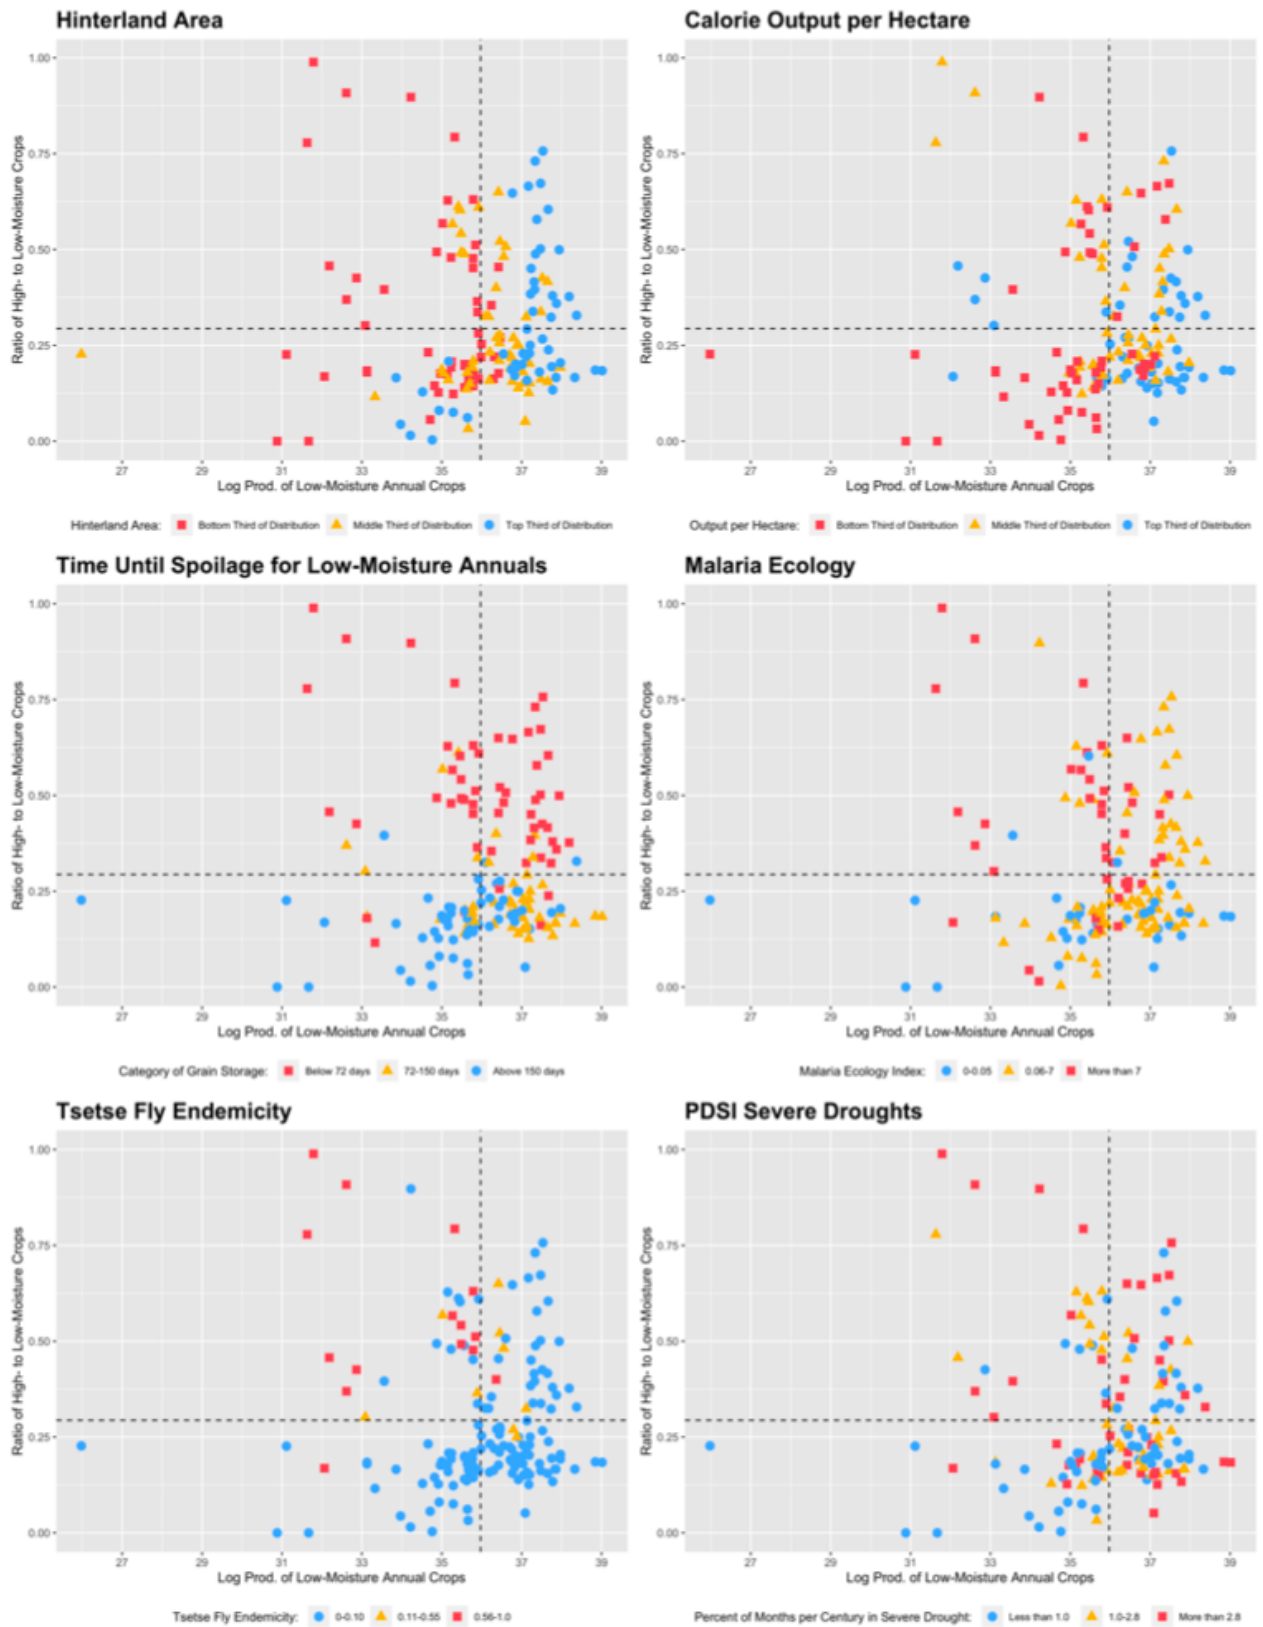 Hinterland Area
Calorie Output per Hectare
Ratio of High- to Low-Moisture Crops
1.00
0.75
0.50
0.25
0.00
27 29 31 33 35 37 39
Log Prod. of Low-Moisture Annual Crops
Hinterland Area: Bottom Third of Distribution Middle Third of Distribution Top Third of Distribution
Ratio of High- to Low-Moisture Crops
1.00
0.75
0.50
0.25
0.00
27 29 31 33 35 37 39
Log Prod. of Low-Moisture Annual Crops
Output per Hectare: Bottom Third of Distribution Middle Third of Distribution Top Third of Distribution
Time Until Spoilage for Low-Moisture Annuals
Malaria Ecology
Ratio of High- to Low-Moisture Crops
1.00
0.75
0.50
0.25
0.00
27 29 31 33 35 37 39
Log Prod. of Low-Moisture Annual Crops
Category of Grain Storage: Below 72 days 72-150 days Above 150 days
Ratio of High- to Low-Moisture Crops
1.00
0.75
0.50
0.25
0.00
27 29 31 33 35 37 39
Log Prod. of Low-Moisture Annual Crops
Malaria Ecology Index: 0-0.05 0.06-7 More than 7
Tsetse Fly Endemicity
PDSI Severe Droughts
Ratio of High- to Low-Moisture Crops
1.00
0.75
0.50
0.25
0.00
27 29 31 33 35 37 39
Log Prod. of Low-Moisture Annual Crops
Tsetse Fly Endemicity: 0-0.10 0.11-0.55 0.56-1.0
Ratio of High- to Low-Moisture Crops
1.00
0.75
0.50
0.25
0.00
27 29 31 33 35 37 39
Log Prod. of Low-Moisture Annual Crops
Percent of Months per Century in Severe Drought: Less than 1.0 1.0-2.8 More than 2.8